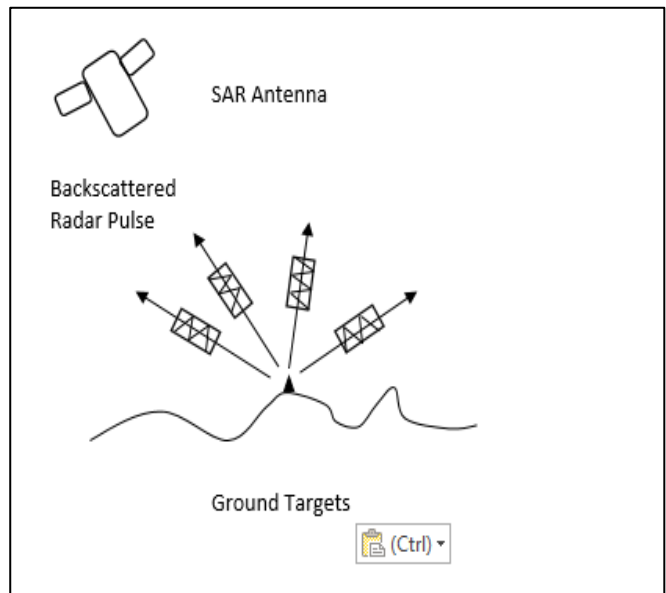 SAR Antenna
Backscattered
Radar Pulse
Ground Targets
(Ctrl)